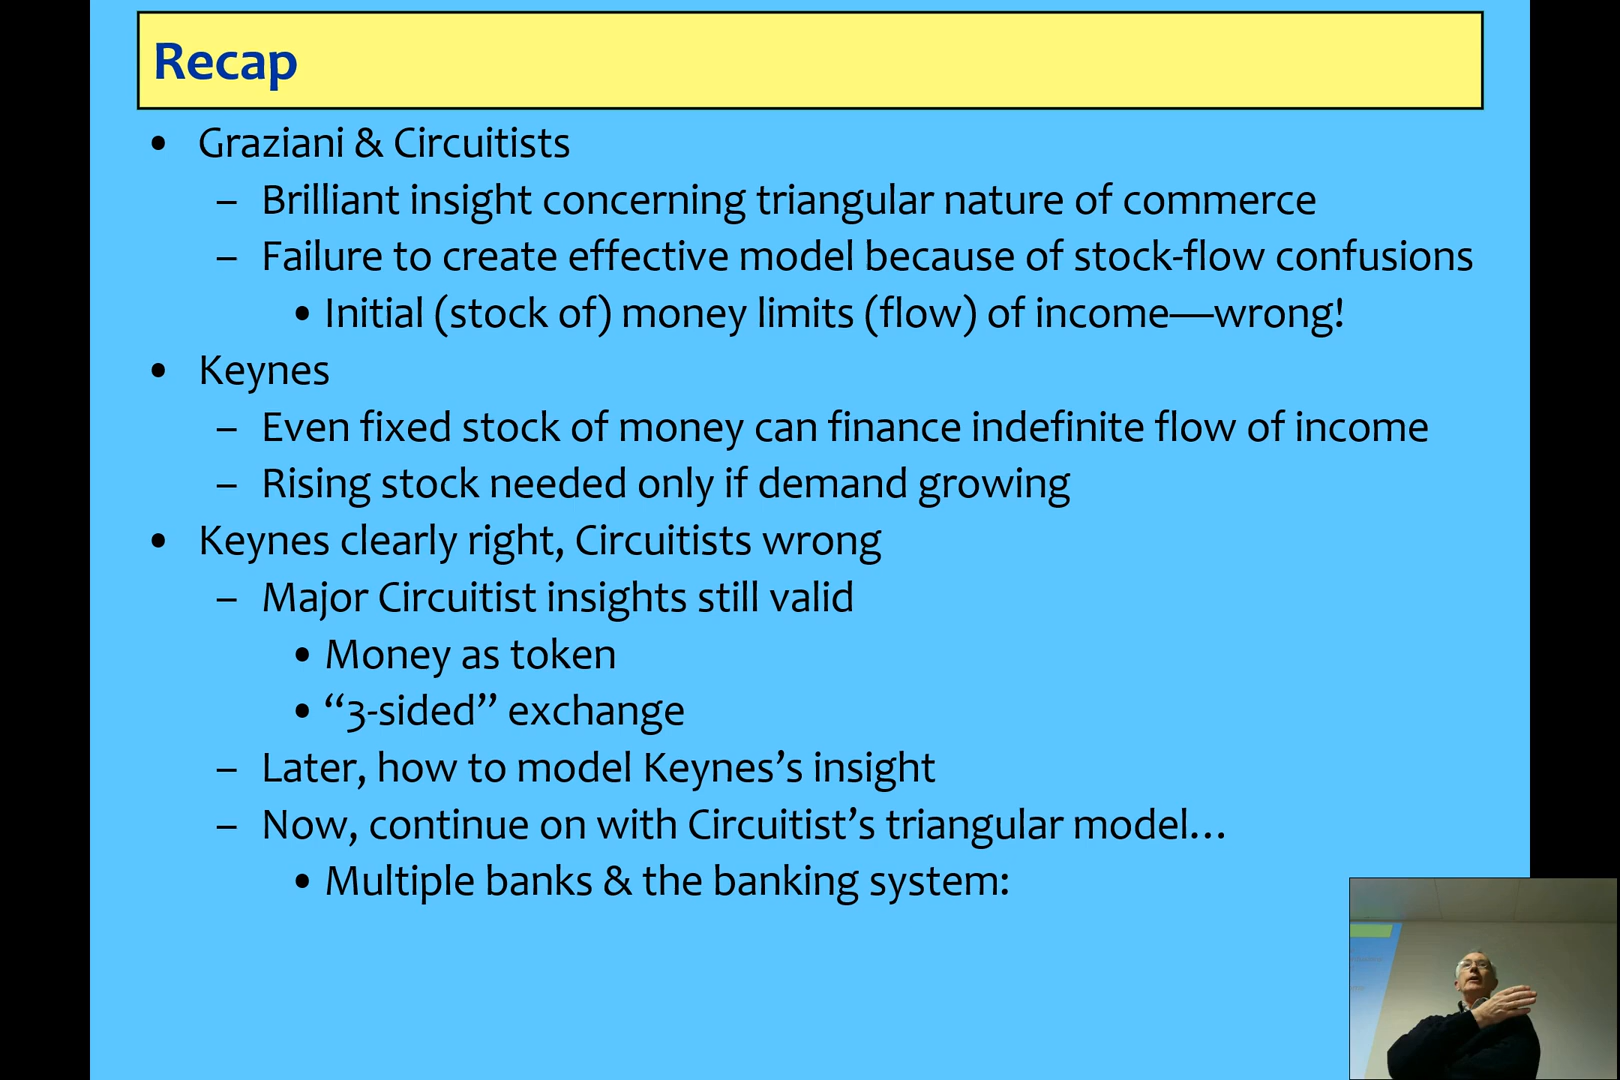 Recap
• Graziani & Circuitists
– Brilliant insight concerning triangular nature of commerce
– Failure to create effective model because of stock-flow confusions
• Initial (stock of) money limits (flow) of income—wrong!
• Keynes
– Even fixed stock of money can finance indefinite flow of income
– Rising stock needed only if demand growing
• Keynes clearly right, Circuitists wrong
– Major Circuitist insights still valid
• Money as token
• “3-sided” exchange
– Later, how to model Keynes’s insight
– Now, continue on with Circuitist’s triangular model…
• Multiple banks & the banking system: